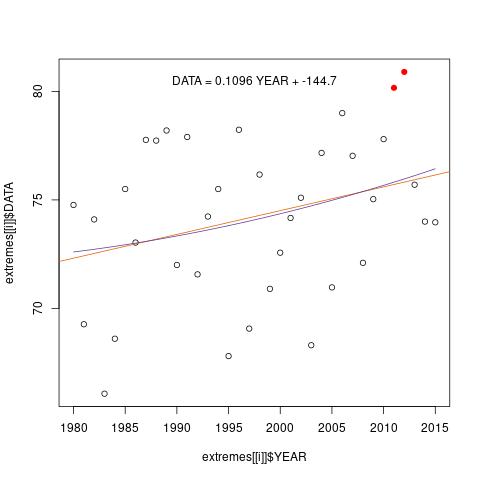 DATA = 0.1096 YEAR + -144.7
80
75
70
extremes[[i]]$DATA
1980 1985 1990 1995 2000 2005 2010 2015
extremes[[i]]$YEAR